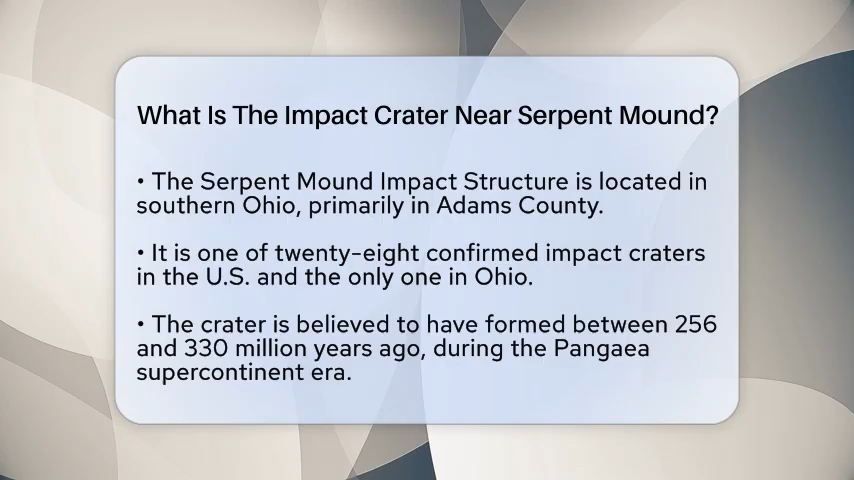 What Is The Impact Crater Near Serpent Mound?
• The Serpent Mound Impact Structure is located in
southern Ohio, primarily in Adams County.
• It is one of twenty-eight confirmed impact craters
in the U.S. and the only one in Ohio.
• The crater is believed to have formed between 256
and 330 million years ago, during the Pangaea
supercontinent era.